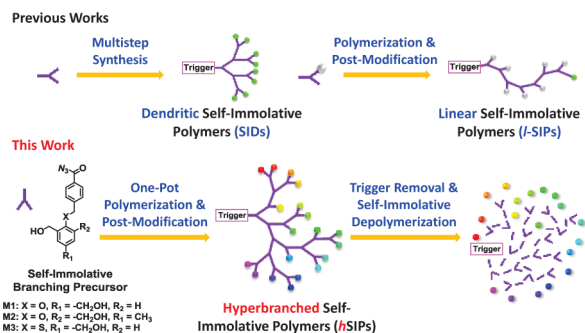 Previous Works
Multistep
Synthesis
Trigger
Dendritic Self-Immolative
Polymers (SIDs)
Polymerization &
Post-Modification
Trigger
Linear Self-Immolative
Polymers (l-SIPs)
This Work
N₃
O
X
HO
R₂
R₁
Self-Immolative
Branching Precursor
M1: X = O, R₁ = -CH₂OH, R₂ = H
M2: X = O, R₁ = -CH₂OH, R₂ = -CH₃
M3: X = S, R₁ = -CH₂OH, R₂ = H
One-Pot
Polymerization &
Post-Modification
Trigger
Hyperbranched Self-
Immolative Polymers (hSIPs)
Trigger Removal &
Self-Immolative
Depolymerization
Trigger